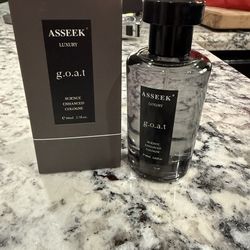 ASSEEK
LUXURY
g.o.a.t
SCIENCE
ENHANCED
COLOGNE
ASSEEK
LUXURY
g.o.a.t
SCIENCE
ENHANCED
COLOGNE